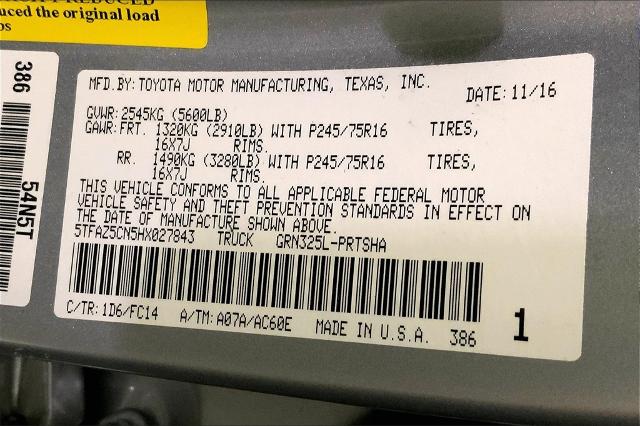 uced the original load
386
54N5T
MFD.BY: TOYOTA MOTOR MANUFACTURING, TEXAS, INC.
DATE: 11/16
GVWR: 2545KG (5600LB)
GAWR: FRT. 1320KG (2910LB) WITH P245/75R16 TIRES,
16X7J RIMS.
RR. 1490KG (3280LB) WITH P245/75R16 TIRES,
16X7J RIMS.
THIS VEHICLE CONFORMS TO ALL APPLICABLE FEDERAL MOTOR
VEHICLE SAFETY AND THEFT PREVENTION STANDARDS IN EFFECT ON
THE DATE OF MANUFACTURE SHOWN ABOVE.
5TFAZ5CN5HX027843 TRUCK GRN325L-PRTSHA
C/TR: 1D6/FC14 A/TM: A07A/AC60E MADE IN U.S.A. 386
1